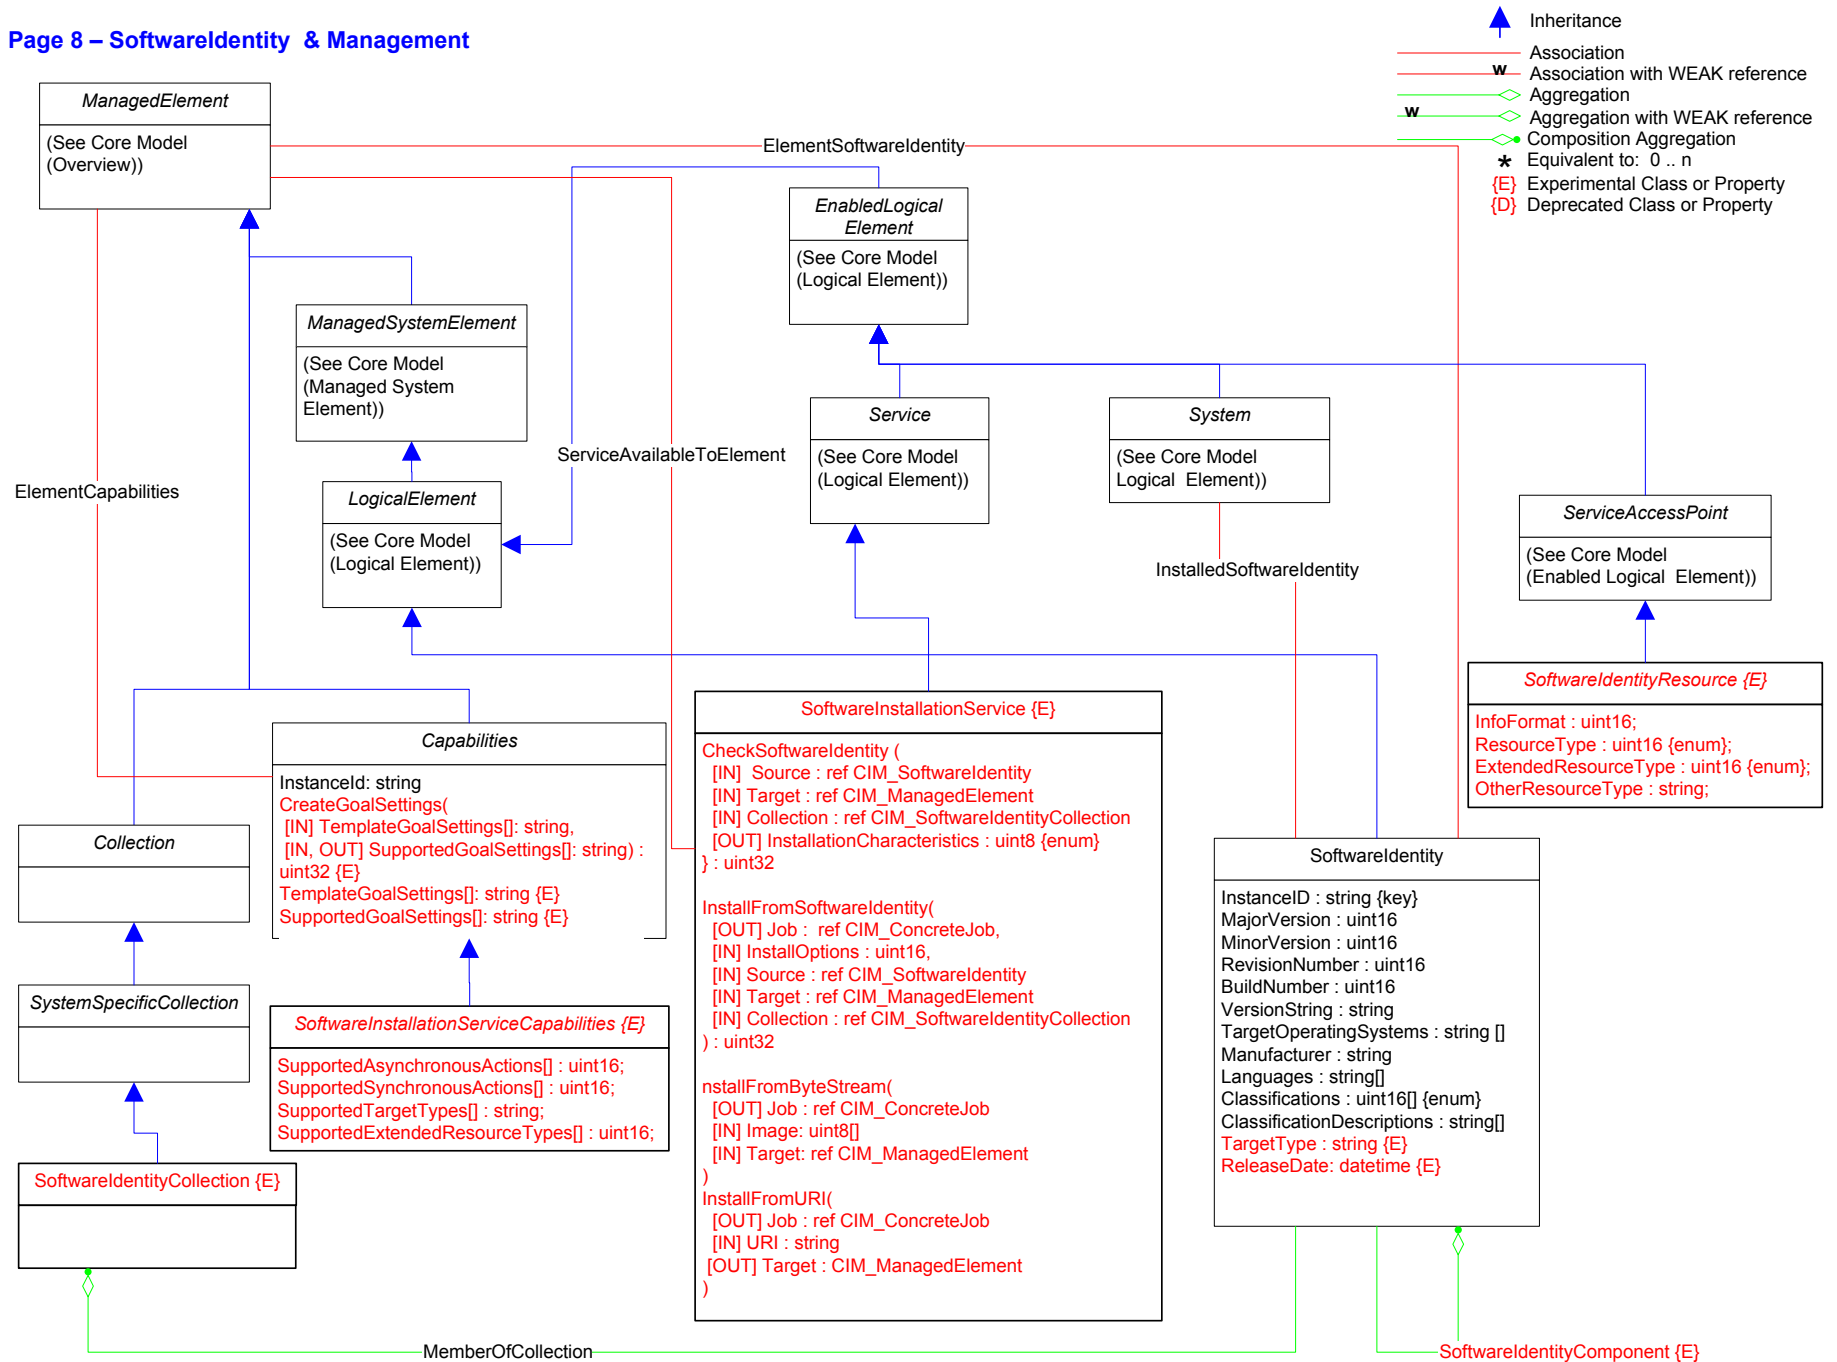 Page 8 – SoftwareIdentity & Management
Inheritance
Association
w
Association with WEAK reference
Aggregation
w
Aggregation with WEAK reference
Composition Aggregation
* Equivalent to: 0 .. n
{E} Experimental Class or Property
{D} Deprecated Class or Property
ManagedElement
(See Core Model
(Overview))
ElementSoftwareIdentity
EnabledLogical
Element
(See Core Model
(Logical Element))
ManagedSystemElement
(See Core Model
(Managed System
Element))
ServiceAvailableToElement
Service
(See Core Model
(Logical Element))
System
(See Core Model
Logical Element))
ElementCapabilities
LogicalElement
(See Core Model
(Logical Element))
InstalledSoftwareIdentity
ServiceAccessPoint
(See Core Model
(Enabled Logical Element))
SoftwareIdentityResource {E}
InfoFormat : uint16;
ResourceType : uint16 {enum};
ExtendedResourceType : uint16 {enum};
OtherResourceType : string;
Capabilities
InstanceId: string
CreateGoalSettings(
[IN] TemplateGoalSettings[]: string,
[IN, OUT] SupportedGoalSettings[]: string) :
uint32 {E}
TemplateGoalSettings[]: string {E}
SupportedGoalSettings[]: string {E}
SoftwareInstallationService {E}
CheckSoftwareIdentity (
[IN] Source : ref CIM_SoftwareIdentity
[IN] Target : ref CIM_ManagedElement
[IN] Collection : ref CIM_SoftwareIdentityCollection
[OUT] InstallationCharacteristics : uint8 {enum}
} : uint32
InstallFromSoftwareIdentity(
[OUT] Job : ref CIM_ConcreteJob,
[IN] InstallOptions : uint16,
[IN] Source : ref CIM_SoftwareIdentity
[IN] Target : ref CIM_ManagedElement
[IN] Collection : ref CIM_SoftwareIdentityCollection
) : uint32
nstallFromByteStream(
[OUT] Job : ref CIM_ConcreteJob
[IN] Image: uint8[]
[IN] Target: ref CIM_ManagedElement
)
InstallFromURI(
[OUT] Job : ref CIM_ConcreteJob
[IN] URI : string
[OUT] Target : CIM_ManagedElement
)
Collection
SystemSpecificCollection
SoftwareInstallationServiceCapabilities {E}
SupportedAsynchronousActions[] : uint16;
SupportedSynchronousActions[] : uint16;
SupportedTargetTypes[] : string;
SupportedExtendedResourceTypes[] : uint16;
SoftwareIdentityCollection {E}
SoftwareIdentity
InstanceID : string {key}
MajorVersion : uint16
MinorVersion : uint16
RevisionNumber : uint16
BuildNumber : uint16
VersionString : string
TargetOperatingSystems : string []
Manufacturer : string
Languages : string[]
Classifications : uint16[] {enum}
ClassificationDescriptions : string[]
TargetType : string {E}
ReleaseDate: datetime {E}
MemberOfCollection
SoftwareIdentityComponent {E}